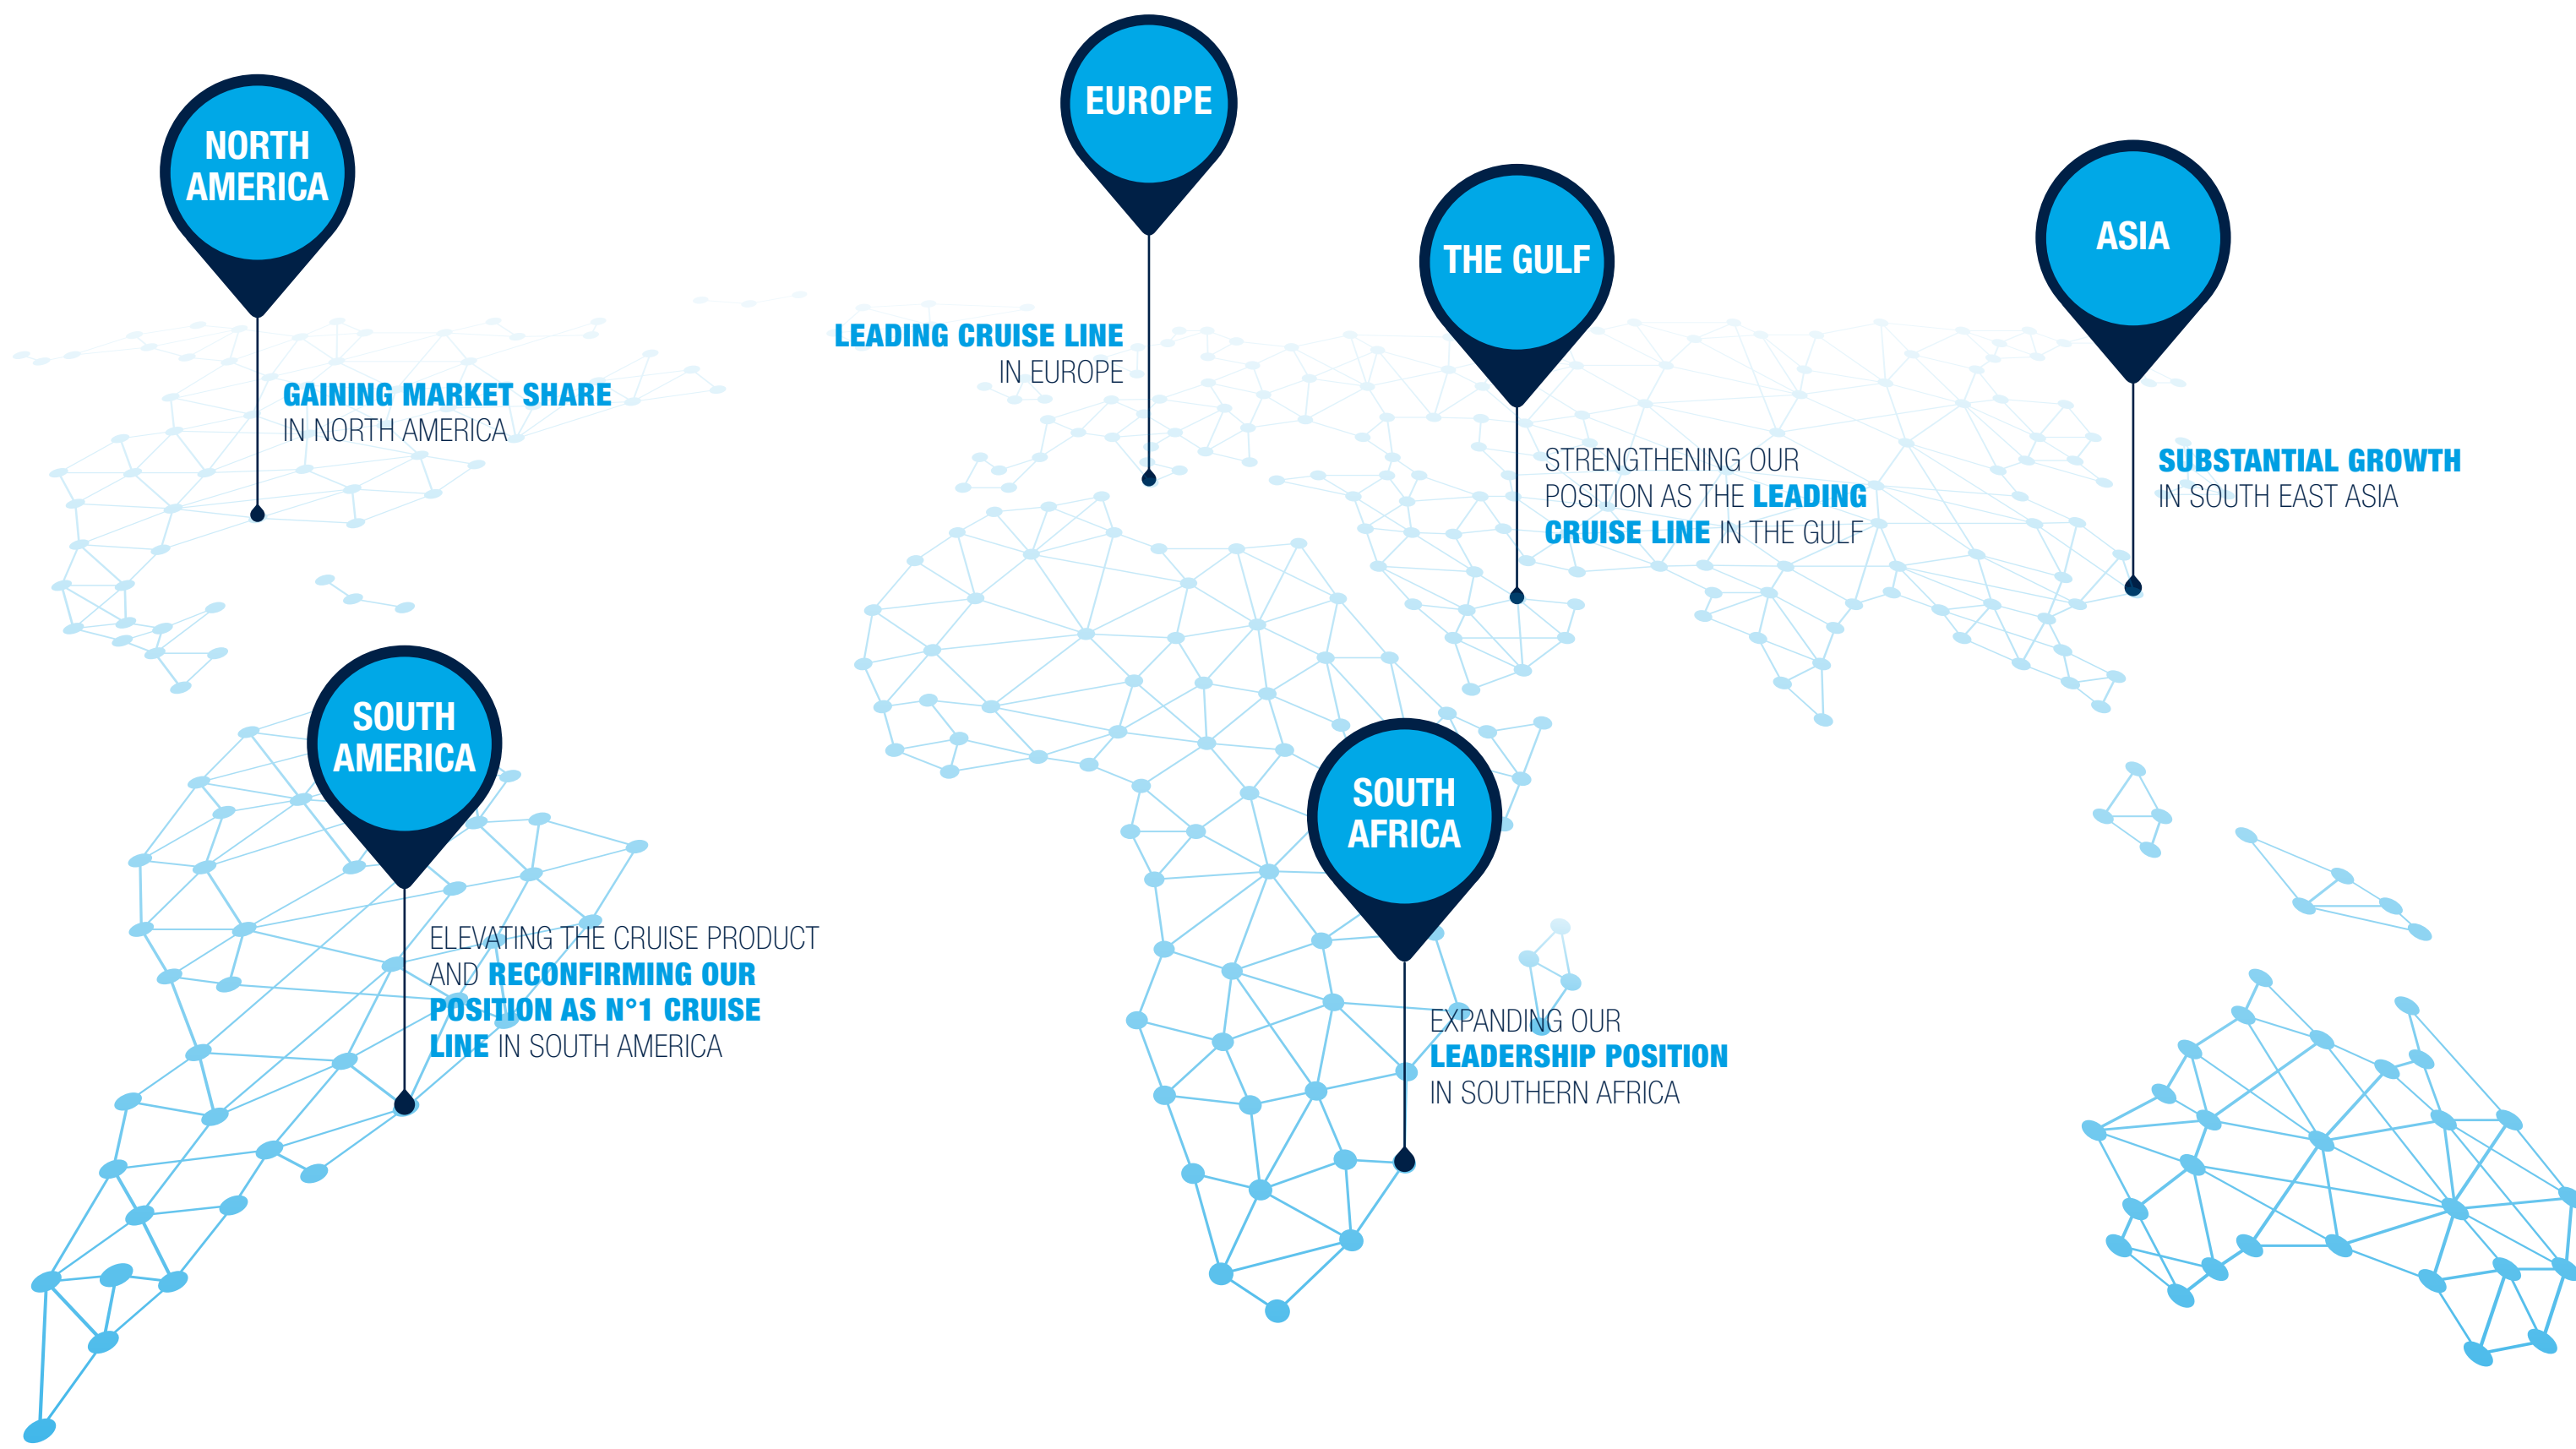 NORTH
AMERICA
GAINING MARKET SHARE
IN NORTH AMERICA
EUROPE
LEADING CRUISE LINE
IN EUROPE
THE GULF
STRENGTHENING OUR
POSITION AS THE LEADING
CRUISE LINE IN THE GULF
ASIA
SUBSTANTIAL GROWTH
IN SOUTH EAST ASIA
SOUTH
AMERICA
ELEVATING THE CRUISE PRODUCT
AND RECONFIRMING OUR
POSITION AS N°1 CRUISE
LINE IN SOUTH AMERICA
SOUTH
AFRICA
EXPANDING OUR
LEADERSHIP POSITION
IN SOUTHERN AFRICA